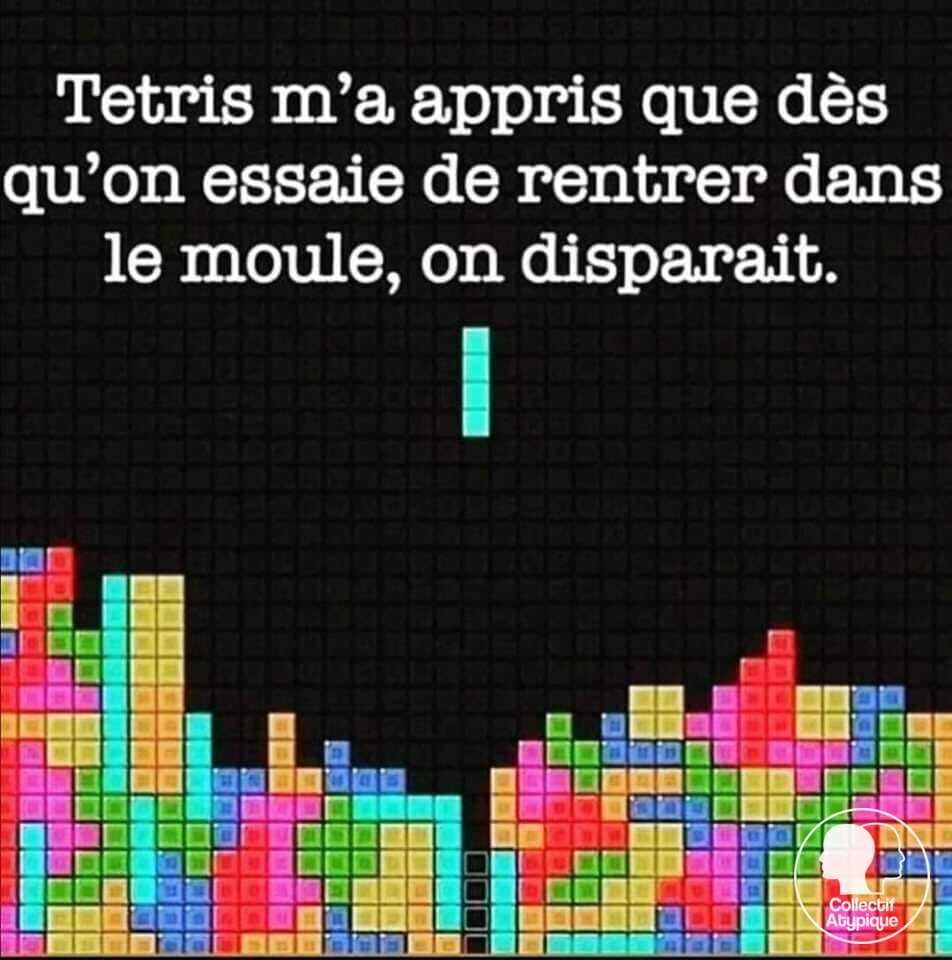 Tetris m'a appris que dès
qu'on essaie de rentrer dans
le moule, on disparait.
Collectif
Atypique